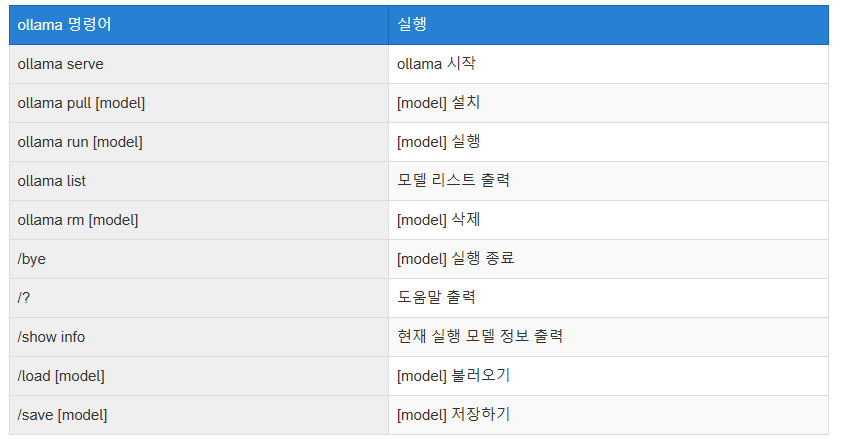 ollama 명령어 실행
ollama serve ollama 시작
ollama pull [model] [model] 설치
ollama run [model] [model] 실행
ollama list 모델 리스트 출력
ollama rm [model] [model] 삭제
/bye [model] 실행 종료
/? 도움말 출력
/show info 현재 실행 모델 정보 출력
/load [model] [model] 불러오기
/save [model] [model] 저장하기